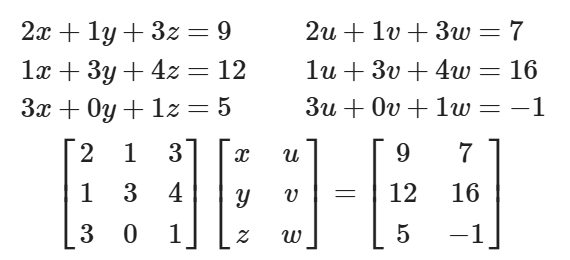 2x + 1y + 3z = 9 2u + 1v + 3w = 7
1x + 3y + 4z = 12 1u + 3v + 4w = 16
3x + 0y + 1z = 5 3u + 0v + 1w = −1
[2 1 3] [x u] [9 7]
[1 3 4] [y v] = [12 16]
[3 0 1] [z w] [5 −1]